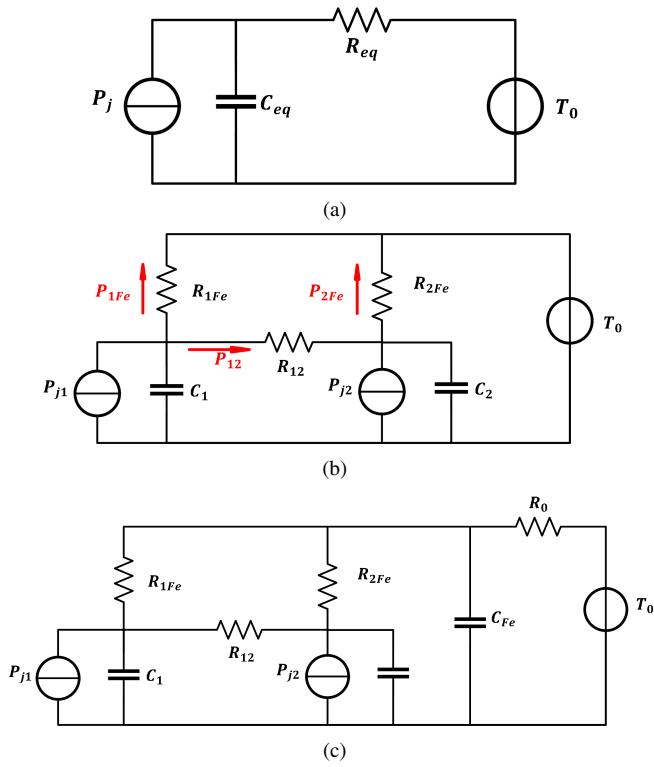 R_eq
P_j
C_eq
T_0
(a)
P_1Fe
R_1Fe
P_2Fe
R_2Fe
T_0
P_12
R_12
P_j1
C_1
P_j2
C_2
(b)
R_0
R_1Fe
R_2Fe
C_Fe
T_0
R_12
P_j1
C_1
P_j2
(c)